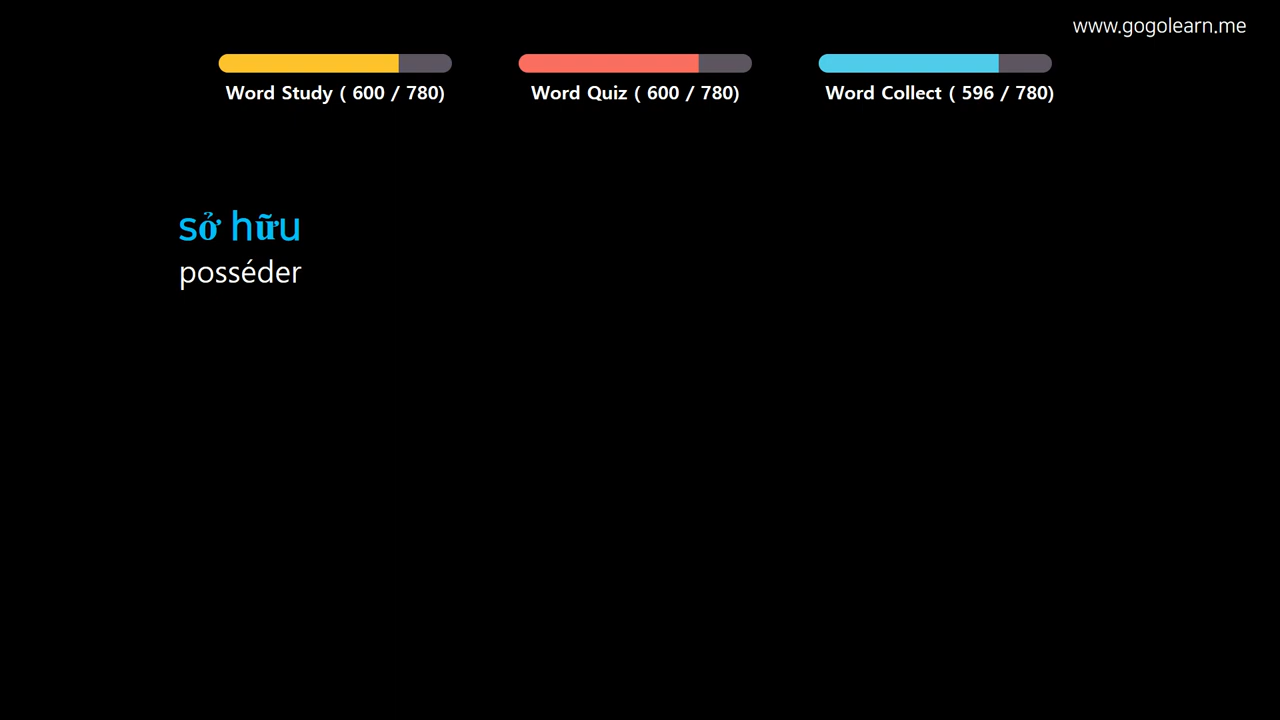 www.gogolearn.me
Word Study ( 600 / 780)
Word Quiz ( 600 / 780)
Word Collect ( 596 / 780)
sở hữu
posséder